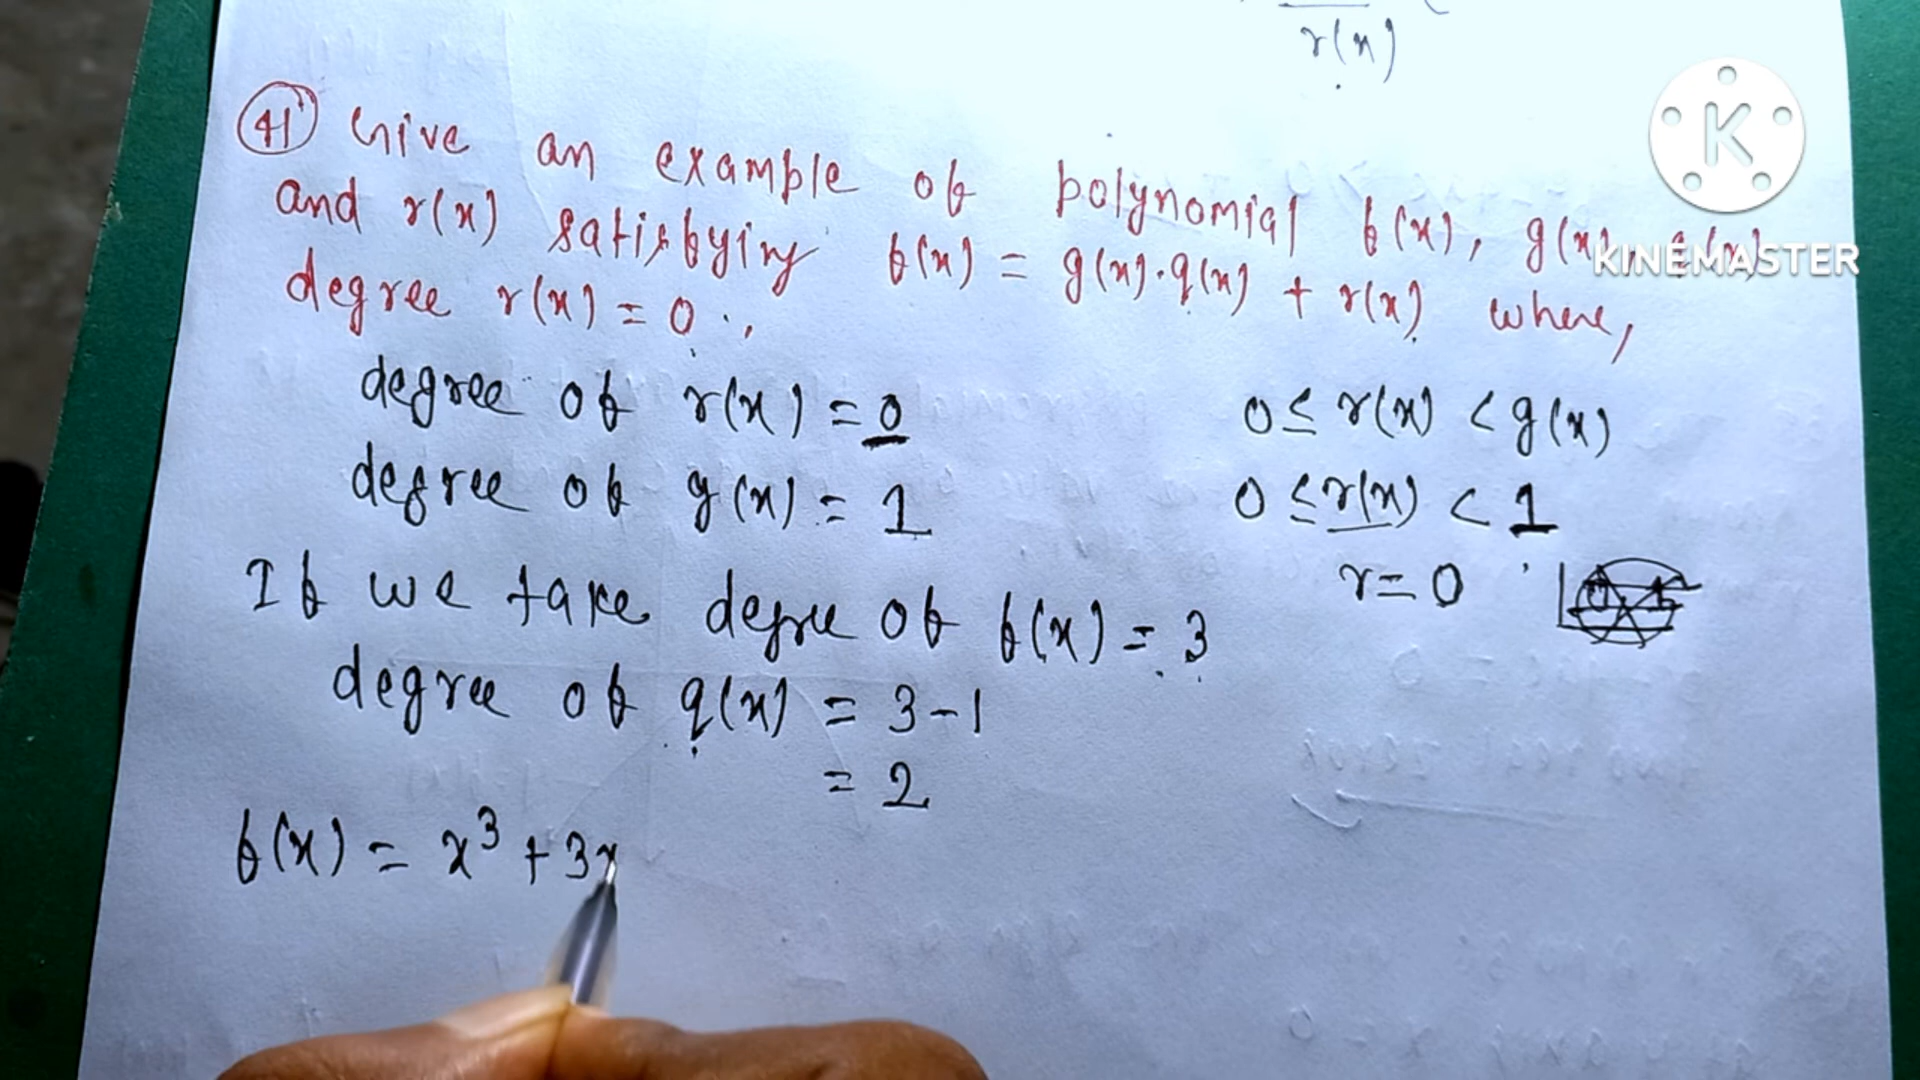 r(x)
K
KINEMASTER
41 Give an example of polynomial f(x), g(x), q(x)
and r(x) satisfying f(x) = g(x).q(x) + r(x) where,
degree r(x) = 0.,
degree of r(x) = 0
degree of g(x) = 1
If we take degree of f(x) = 3
degree of q(x) = 3-1
= 2
f(x) = x³ + 3x
0 ≤ r(x) < g(x)
0 ≤ r(x) < 1
r = 0